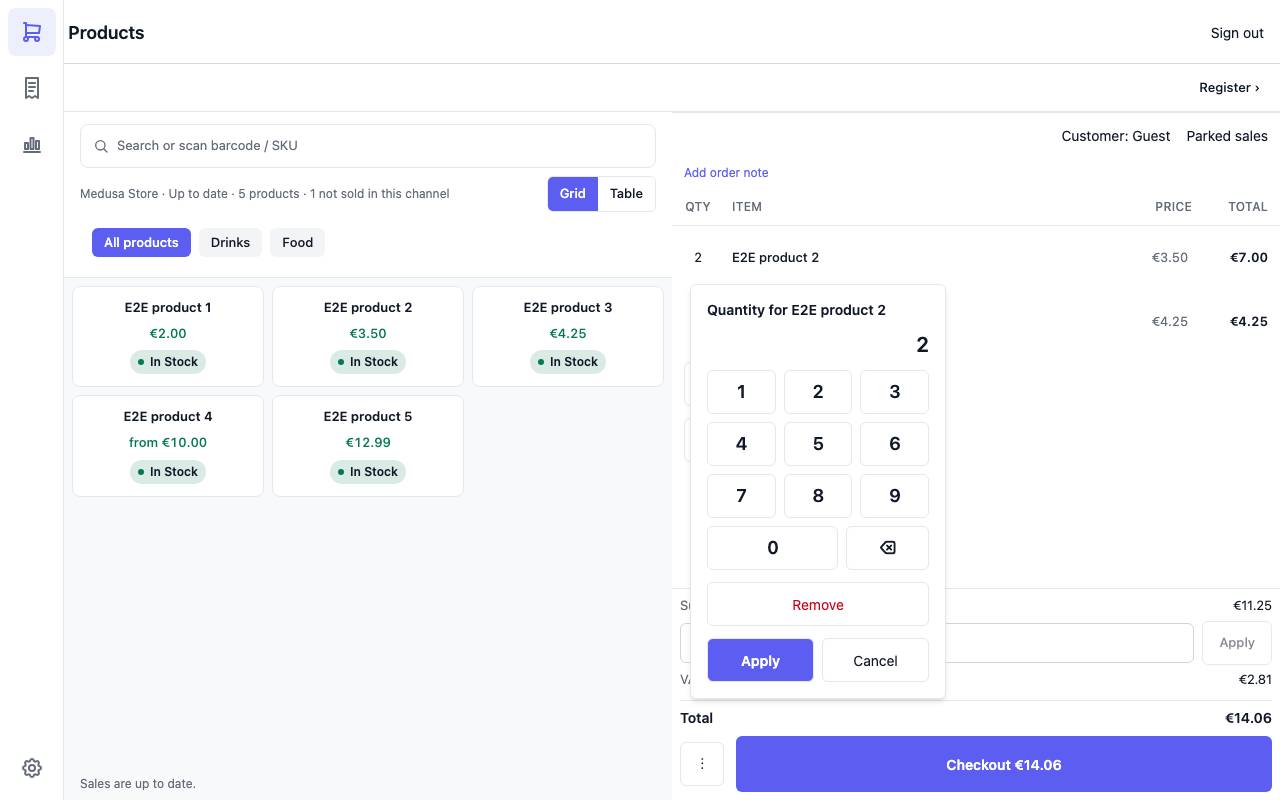 Products
Sign out
Register ›
Search or scan barcode / SKU
Customer: Guest Parked sales
Add order note
Medusa Store · Up to date · 5 products · 1 not sold in this channel
Grid Table
QTY ITEM PRICE TOTAL
All products Drinks Food
2 E2E product 2 €3.50 €7.00
E2E product 1
€2.00
In Stock
E2E product 2
€3.50
In Stock
E2E product 3
€4.25
In Stock
E2E product 4
from €10.00
In Stock
E2E product 5
€12.99
In Stock
€4.25 €4.25
Quantity for E2E product 2
2
1 2 3
4 5 6
7 8 9
0
Remove
Apply Cancel
€11.25
Apply
€2.81
Total €14.06
Checkout €14.06
Sales are up to date.